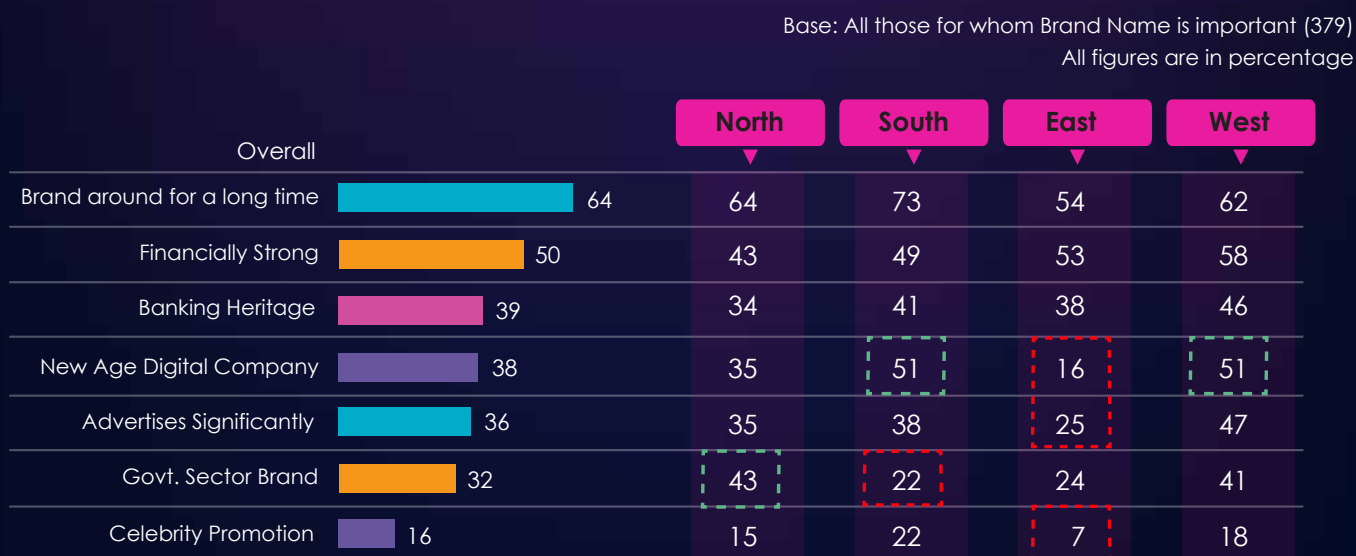 Base: All those for whom Brand Name is important (379)
All figures are in percentage
North South East West
Overall
Brand around for a long time 64 64 73 54 62
Financially Strong 50 43 49 53 58
Banking Heritage 39 34 41 38 46
New Age Digital Company 38 35 51 16 51
Advertises Significantly 36 35 38 25 47
Govt. Sector Brand 32 43 22 24 41
Celebrity Promotion 16 15 22 7 18